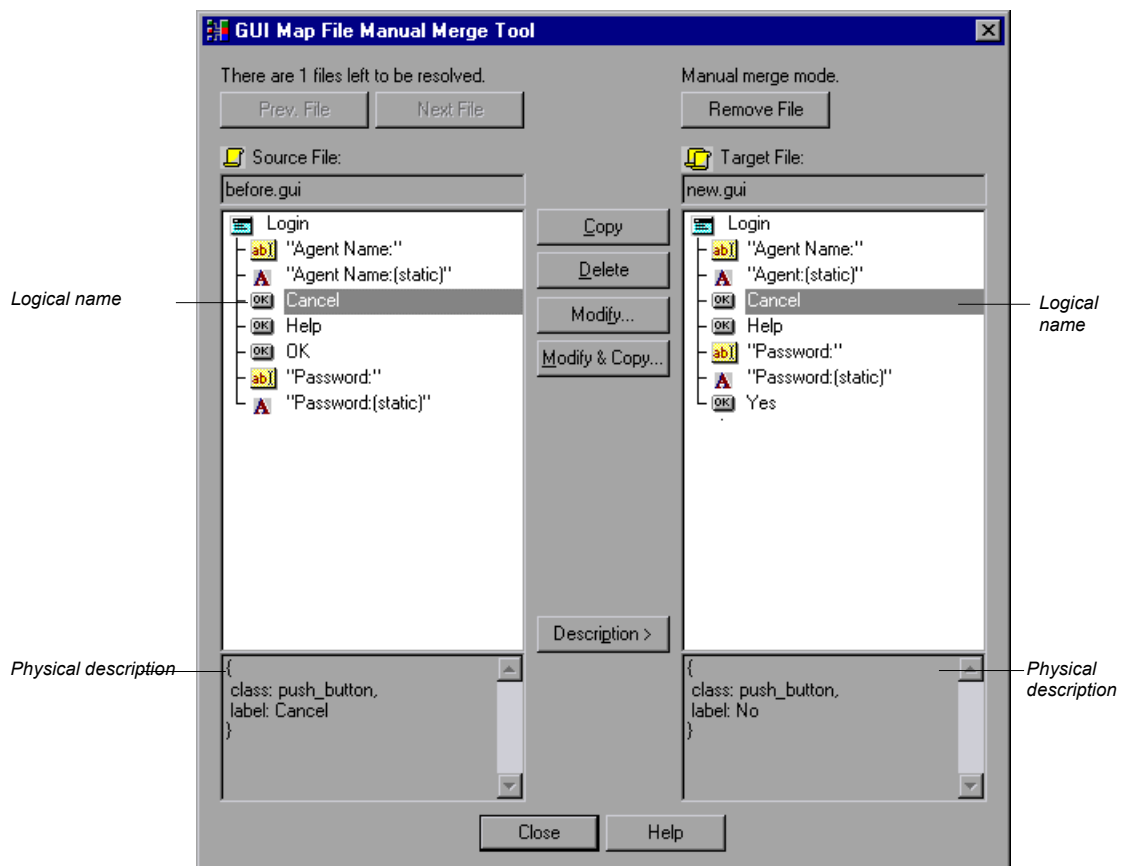 GUI Map File Manual Merge Tool
There are 1 files left to be resolved.
Manual merge mode.
Prev. File
Next File
Remove File
Source File:
Target File:
before.gui
new.gui
Login
"Agent Name:"
"Agent Name:(static)"
Cancel
Help
OK
"Password:"
"Password:(static)"
Copy
Delete
Modify...
Modify & Copy...
Description >
Login
"Agent Name:"
"Agent:(static)"
Cancel
Help
"Password:"
"Password:(static)"
Yes
Logical name
Logical
name
Physical description
{
class: push_button,
label: Cancel
}
{
class: push_button,
label: No
}
Physical
description
Close
Help